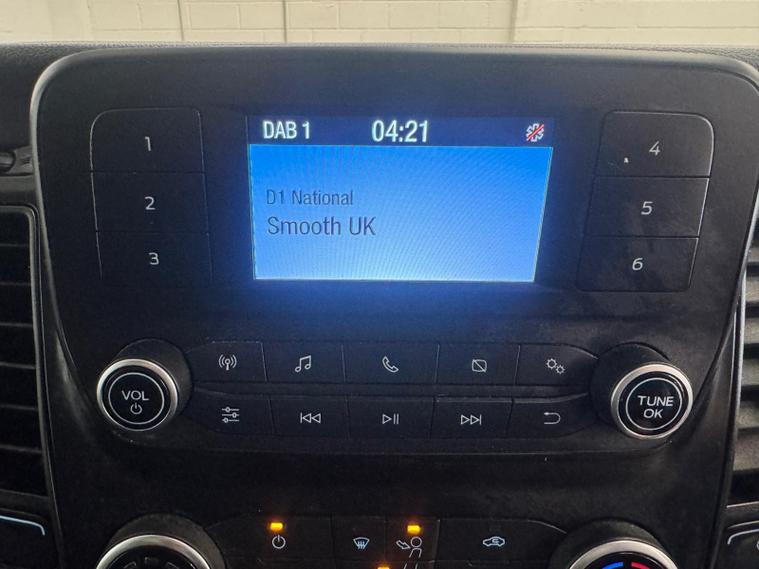 DAB 1 04:21
D1 National
Smooth UK
1
2
3
4
5
6
VOL
TUNE
OK